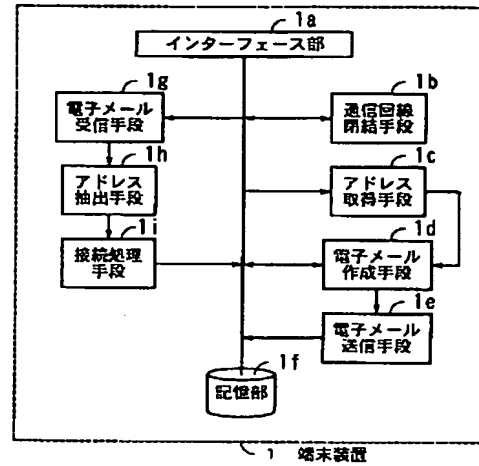 1a
インターフェース部
1g
電子メール
受信手段
1b
通信回線
閉結手段
1h
アドレス
抽出手段
1c
アドレス
取得手段
1i
接続処理
手段
1d
電子メール
作成手段
1e
電子メール
送信手段
1f
記憶部
1 端末装置